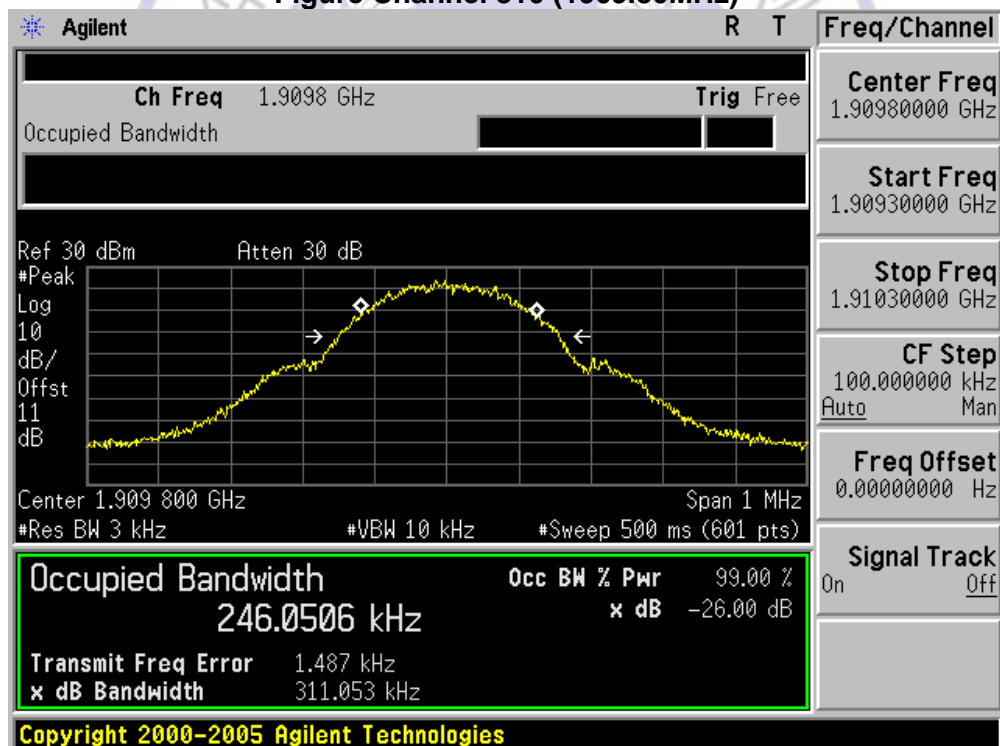 Agilent R T Freq/Channel
Ch Freq 1.9098 GHz Trig Free
Occupied Bandwidth
Center Freq
1.90980000 GHz
Start Freq
1.90930000 GHz
Stop Freq
1.91030000 GHz
CF Step
100.000000 kHz
Auto Man
Freq Offset
0.00000000 Hz
Signal Track
On Off
Ref 30 dBm Atten 30 dB
#Peak
Log
10
dB/
Offst
11
dB
Center 1.909 800 GHz Span 1 MHz
#Res BW 3 kHz #VBW 10 kHz #Sweep 500 ms (601 pts)
Occupied Bandwidth Occ BW % Pwr 99.00 %
246.0506 kHz x dB -26.00 dB
Transmit Freq Error 1.487 kHz
x dB Bandwidth 311.053 kHz
Copyright 2000-2005 Agilent Technologies